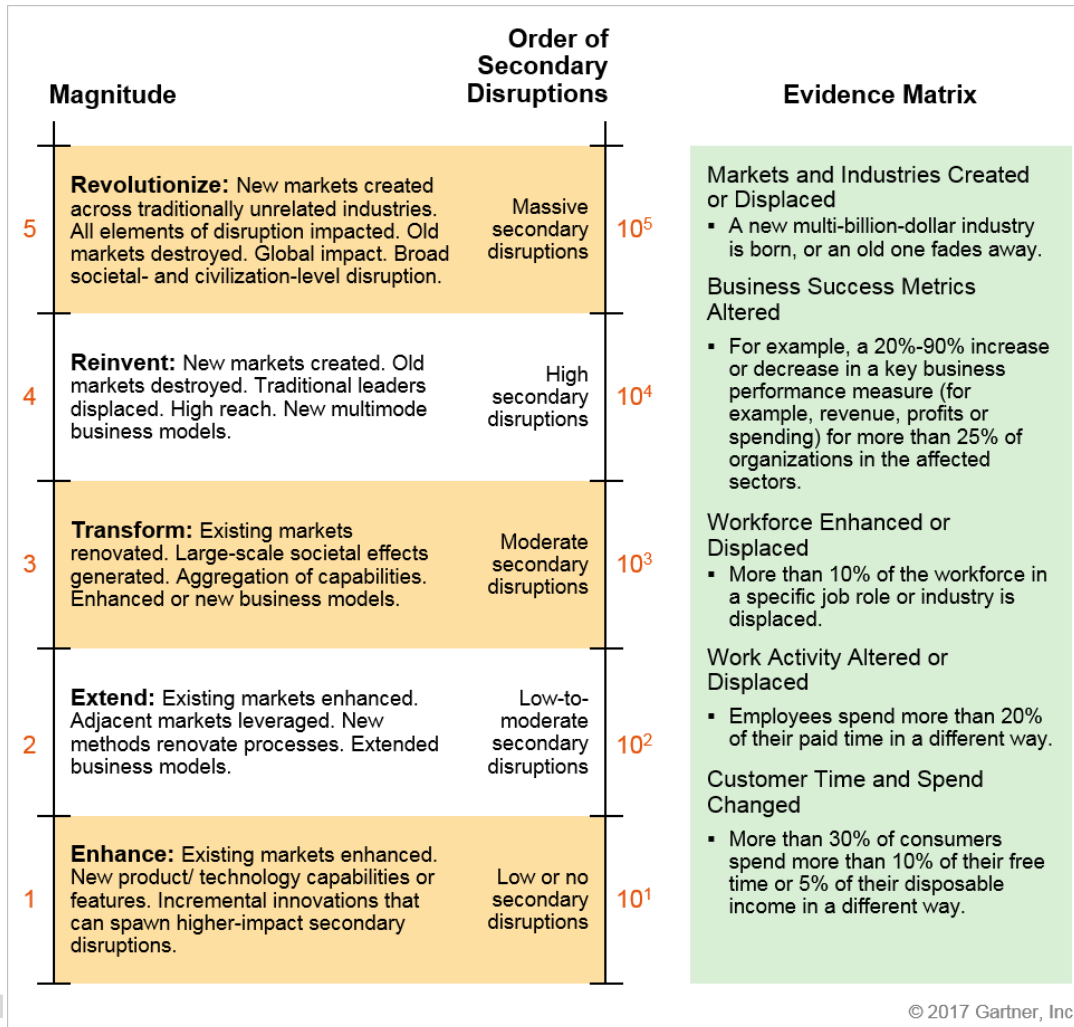 Magnitude
Order of
Secondary
Disruptions
Evidence Matrix
5
Revolutionize: New markets created
across traditionally unrelated industries.
All elements of disruption impacted. Old
markets destroyed. Global impact. Broad
societal- and civilization-level disruption.
Massive
secondary
disruptions
10⁵
4
Reinvent: New markets created. Old
markets destroyed. Traditional leaders
displaced. High reach. New multimode
business models.
High
secondary
disruptions
10⁴
3
Transform: Existing markets
renovated. Large-scale societal effects
generated. Aggregation of capabilities.
Enhanced or new business models.
Moderate
secondary
disruptions
10³
2
Extend: Existing markets enhanced.
Adjacent markets leveraged. New
methods renovate processes. Extended
business models.
Low-to-
moderate
secondary
disruptions
10²
1
Enhance: Existing markets enhanced.
New product/ technology capabilities or
features. Incremental innovations that
can spawn higher-impact secondary
disruptions.
Low or no
secondary
disruptions
10¹
Markets and Industries Created
or Displaced
▪ A new multi-billion-dollar industry
is born, or an old one fades away.
Business Success Metrics
Altered
▪ For example, a 20%-90% increase
or decrease in a key business
performance measure (for
example, revenue, profits or
spending) for more than 25% of
organizations in the affected
sectors.
Workforce Enhanced or
Displaced
▪ More than 10% of the workforce in
a specific job role or industry is
displaced.
Work Activity Altered or
Displaced
▪ Employees spend more than 20%
of their paid time in a different way.
Customer Time and Spend
Changed
▪ More than 30% of consumers
spend more than 10% of their free
time or 5% of their disposable
income in a different way.
© 2017 Gartner, Inc